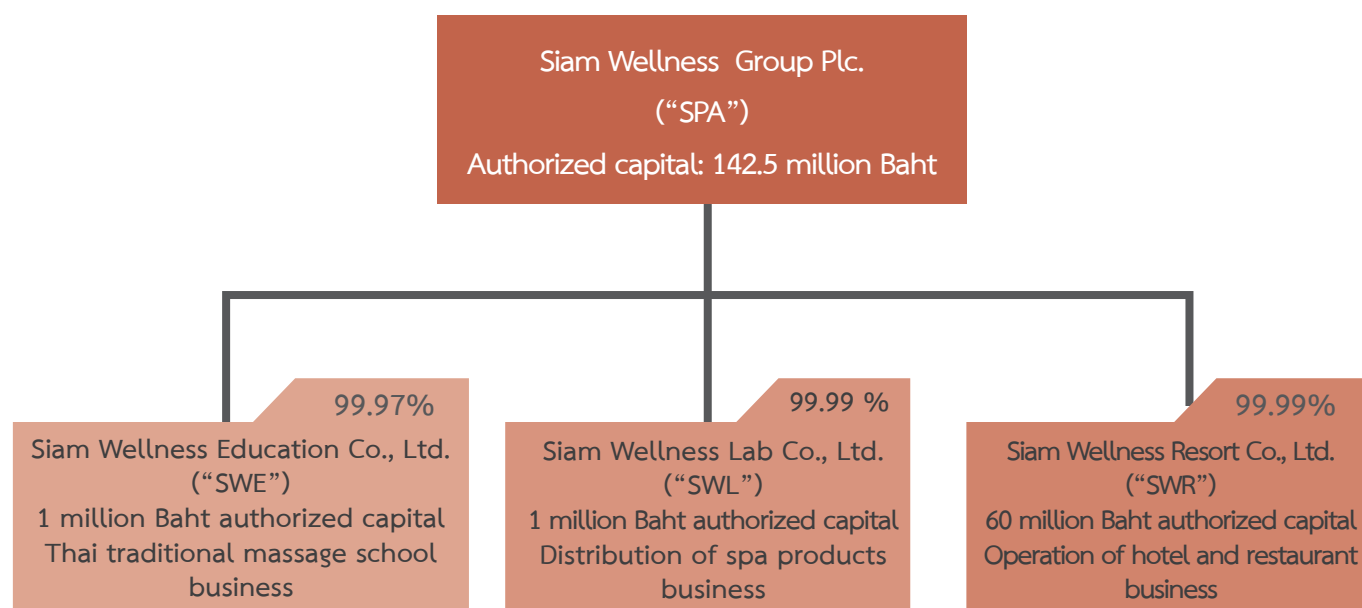 Siam Wellness Group Plc.
(“SPA”)
Authorized capital: 142.5 million Baht
99.97%
Siam Wellness Education Co., Ltd.
(“SWE”)
1 million Baht authorized capital
Thai traditional massage school
business
99.99 %
Siam Wellness Lab Co., Ltd.
(“SWL”)
1 million Baht authorized capital
Distribution of spa products
business
99.99%
Siam Wellness Resort Co., Ltd.
(“SWR”)
60 million Baht authorized capital
Operation of hotel and restaurant
business